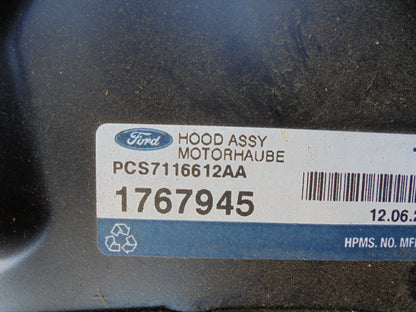 Ford
HOOD ASSY
MOTORHAUBE
PCS7116612AA
1767945
12.06.2
HPMS. NO. MF